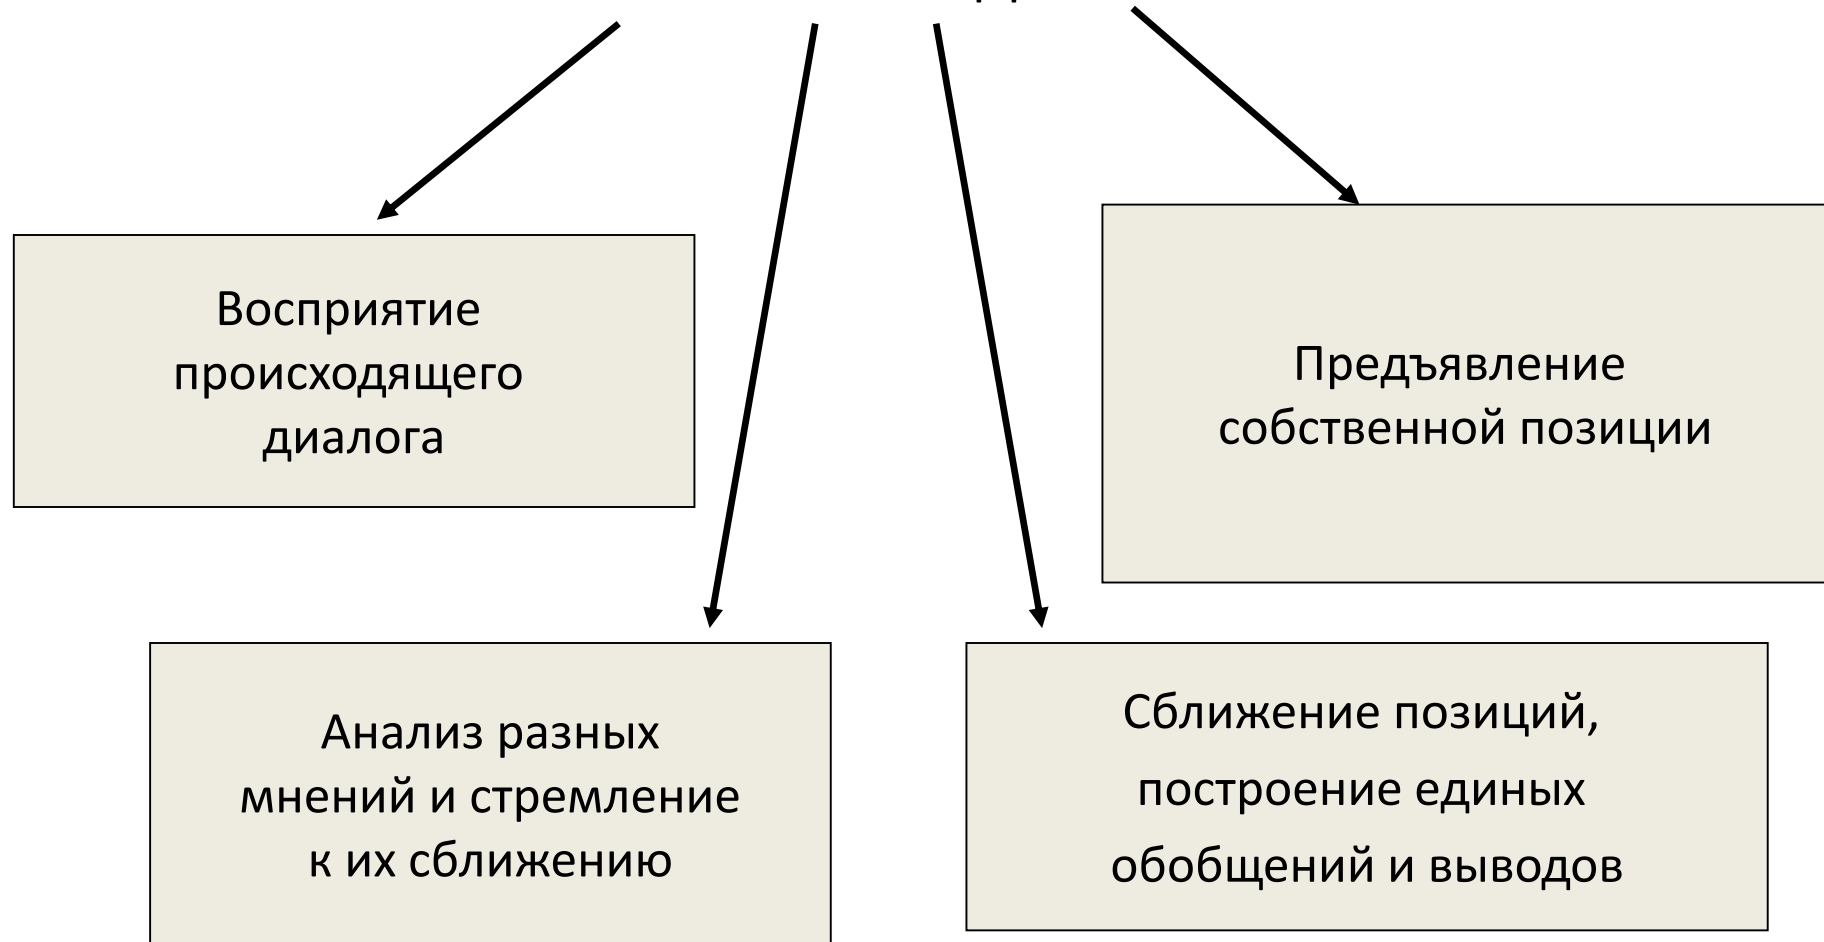 Восприятие
происходящего
диалога
Предъявление
собственной позиции
Анализ разных
мнений и стремление
к их сближению
Сближение позиций,
построение единых
обобщений и выводов